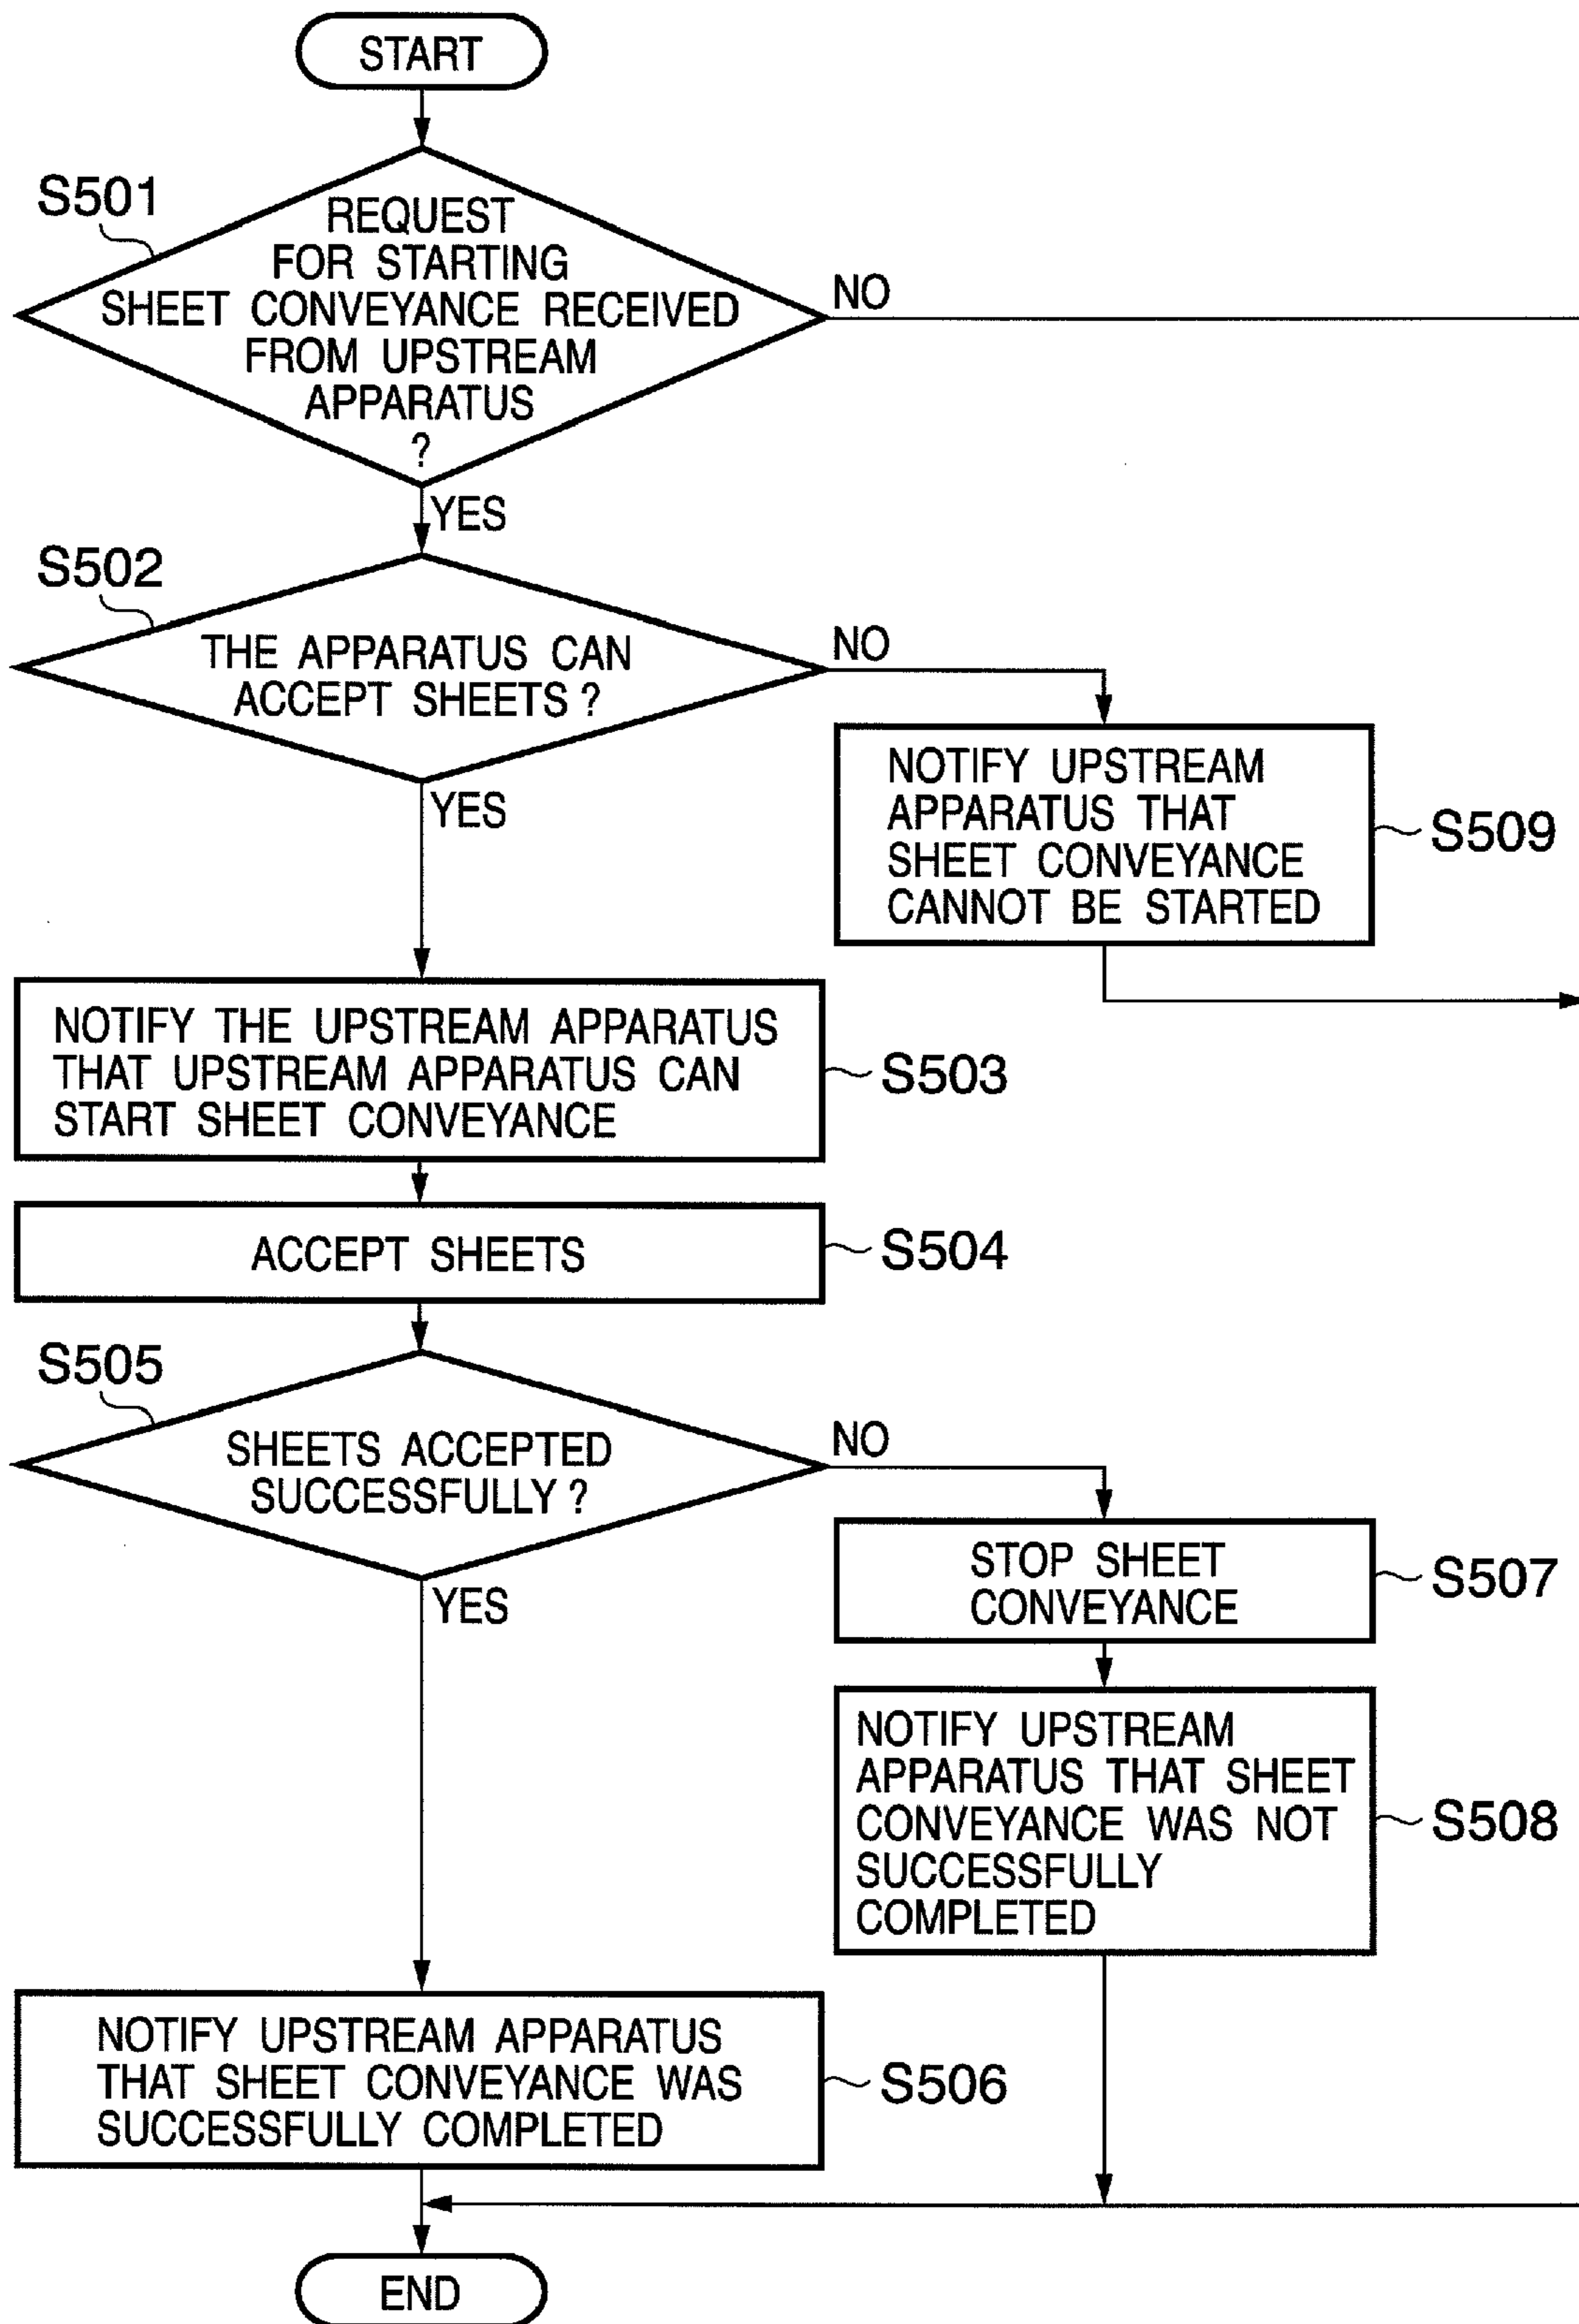 START
S501
REQUEST
FOR STARTING
SHEET CONVEYANCE RECEIVED
FROM UPSTREAM
APPARATUS
?
NO
YES
S502
THE APPARATUS CAN
ACCEPT SHEETS ?
NO
YES
NOTIFY UPSTREAM
APPARATUS THAT
SHEET CONVEYANCE
CANNOT BE STARTED
S509
NOTIFY THE UPSTREAM APPARATUS
THAT UPSTREAM APPARATUS CAN
START SHEET CONVEYANCE
S503
ACCEPT SHEETS
S504
S505
SHEETS ACCEPTED
SUCCESSFULLY ?
NO
YES
STOP SHEET
CONVEYANCE
S507
NOTIFY UPSTREAM
APPARATUS THAT SHEET
CONVEYANCE WAS NOT
SUCCESSFULLY
COMPLETED
S508
NOTIFY UPSTREAM APPARATUS
THAT SHEET CONVEYANCE WAS
SUCCESSFULLY COMPLETED
S506
END